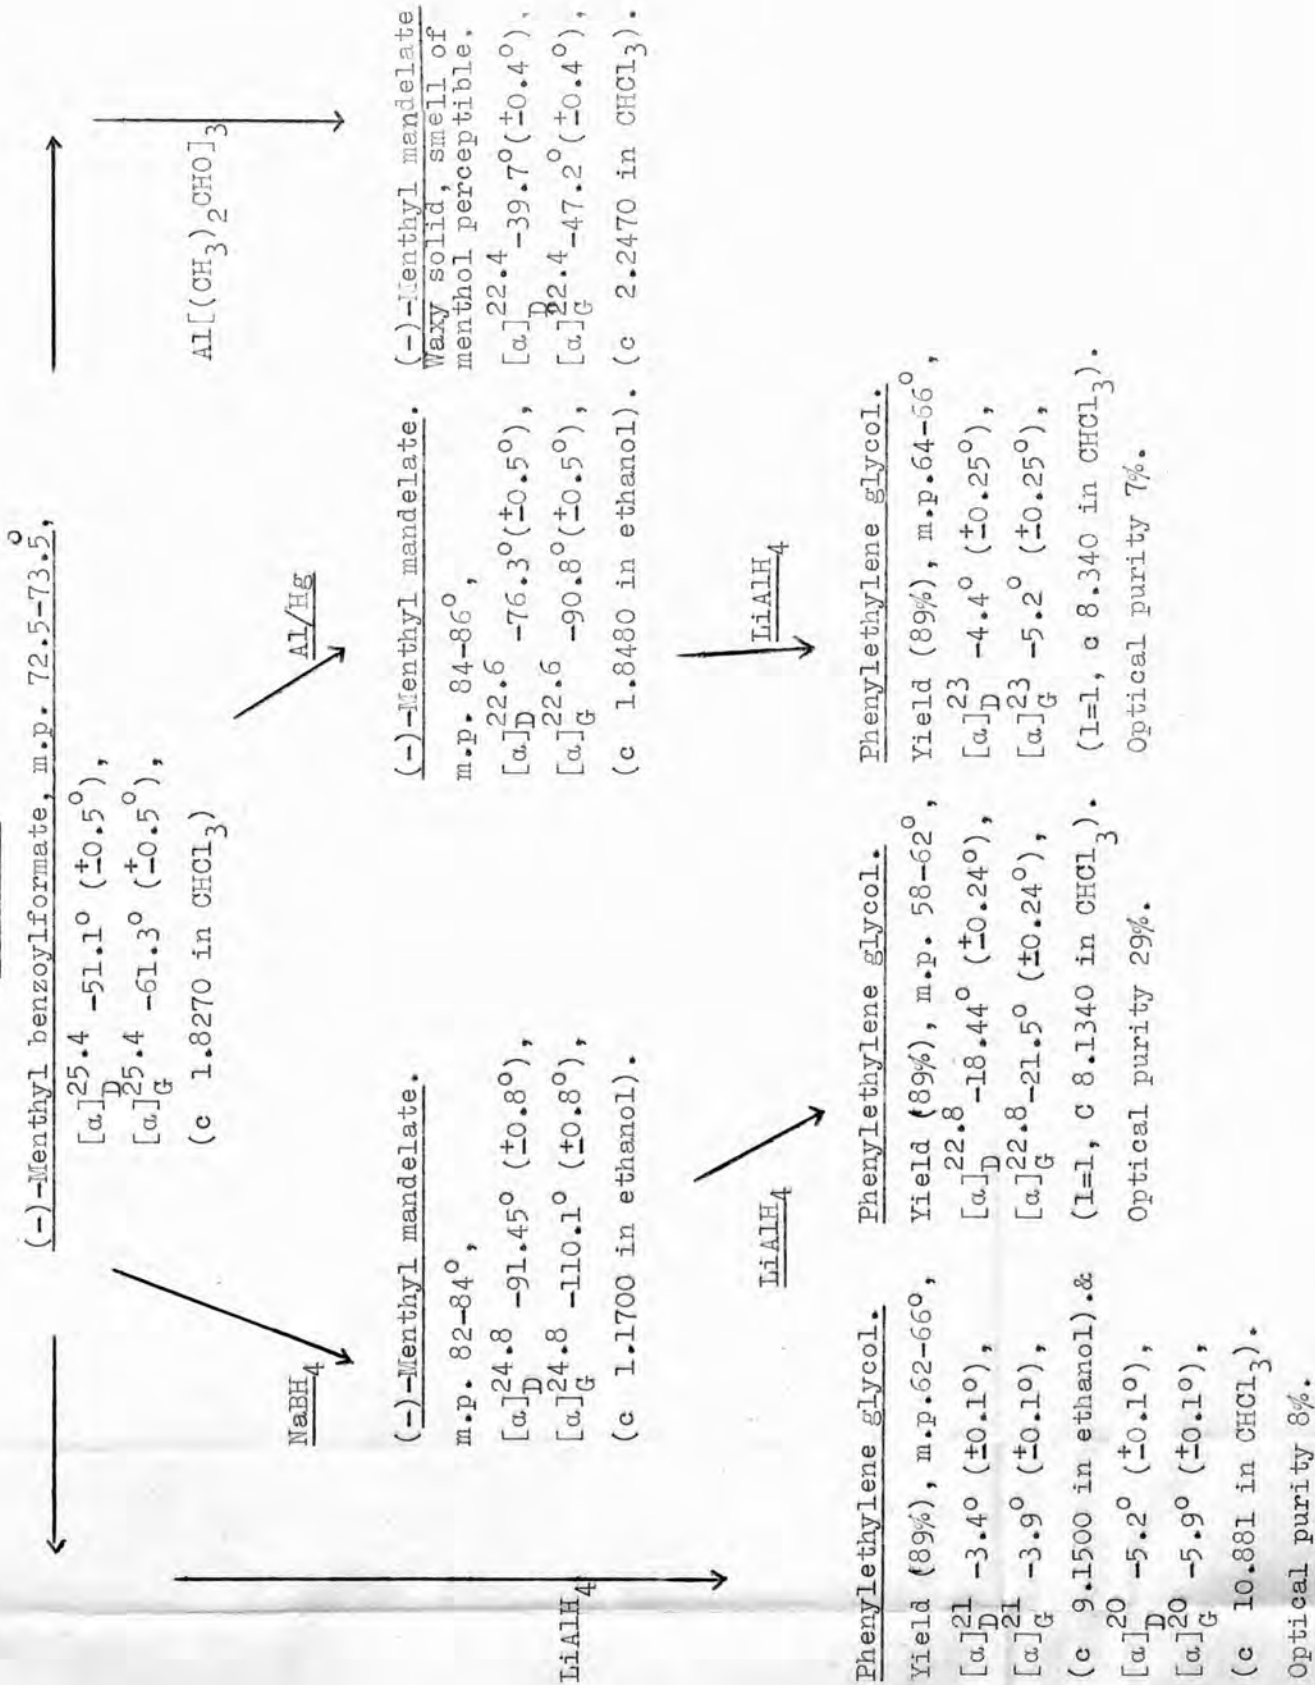 (-)-Menthyl benzoylformate, m.p. 72.5-73.5°,
[α]D25.4 -51.1° (±0.5°),
[α]G25.4 -61.3° (±0.5°),
(c 1.8270 in CHCl3)
LiAlH4
NaBH4
Al/Hg
Al[(CH3)2CHO]3
(-)-Menthyl mandelate.
m.p. 82-84°,
[α]D24.8 -91.45° (±0.8°),
[α]G24.8 -110.1° (±0.8°),
(c 1.1700 in ethanol).
(-)-Menthyl mandelate.
m.p. 84-86°,
[α]D22.6 -76.3°(±0.5°),
[α]G22.6 -90.8°(±0.5°),
(c 1.8480 in ethanol).
(-)-Menthyl mandelate
Waxy solid, smell of
menthol perceptible.
[α]D22.4 -39.7°(±0.4°),
[α]G22.4 -47.2°(±0.4°),
(c 2.2470 in CHCl3).
LiAlH4
LiAlH4
Phenylethylene glycol.
Yield (89%), m.p.62-66°,
[α]D21 -3.4° (±0.1°),
[α]G21 -3.9° (±0.1°),
(c 9.1500 in ethanol).&
[α]D20 -5.2° (±0.1°),
[α]G20 -5.9° (±0.1°),
(c 10.881 in CHCl3).
Optical purity 8%.
Phenylethylene glycol.
Yield (89%), m.p. 58-62°,
[α]D22.8 -18.44° (±0.24°),
[α]G22.8 -21.5° (±0.24°),
(l=1, C 8.1340 in CHCl3).
Optical purity 29%.
Phenylethylene glycol.
Yield (89%), m.p.64-66°,
[α]D23 -4.4° (±0.25°),
[α]G23 -5.2° (±0.25°),
(l=1, c 8.340 in CHCl3).
Optical purity 7%.